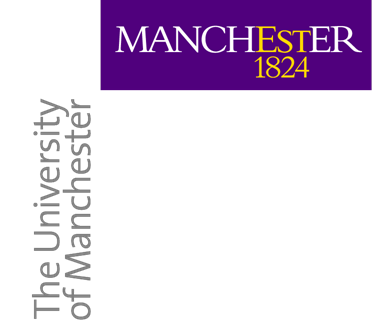 MANCHEstER
1824
The University
of Manchester